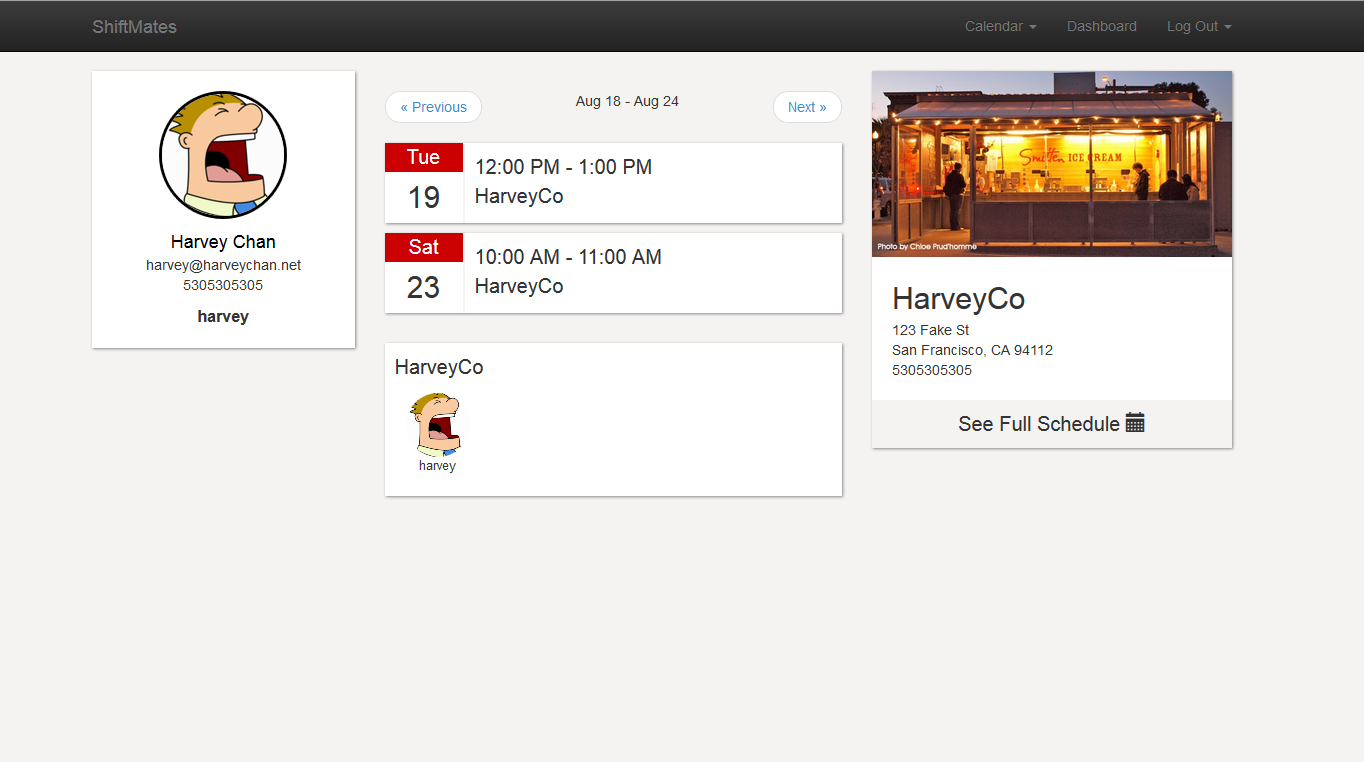 ShiftMates
Calendar
Dashboard
Log Out
Harvey Chan
harvey@harveychan.net
5305305305
harvey
« Previous
Aug 18 - Aug 24
Next »
Tue
19
12:00 PM - 1:00 PM
HarveyCo
Sat
23
10:00 AM - 11:00 AM
HarveyCo
HarveyCo
harvey
Smitten ICE CREAM
Photo by Chloe Prud'homme
HarveyCo
123 Fake St
San Francisco, CA 94112
5305305305
See Full Schedule